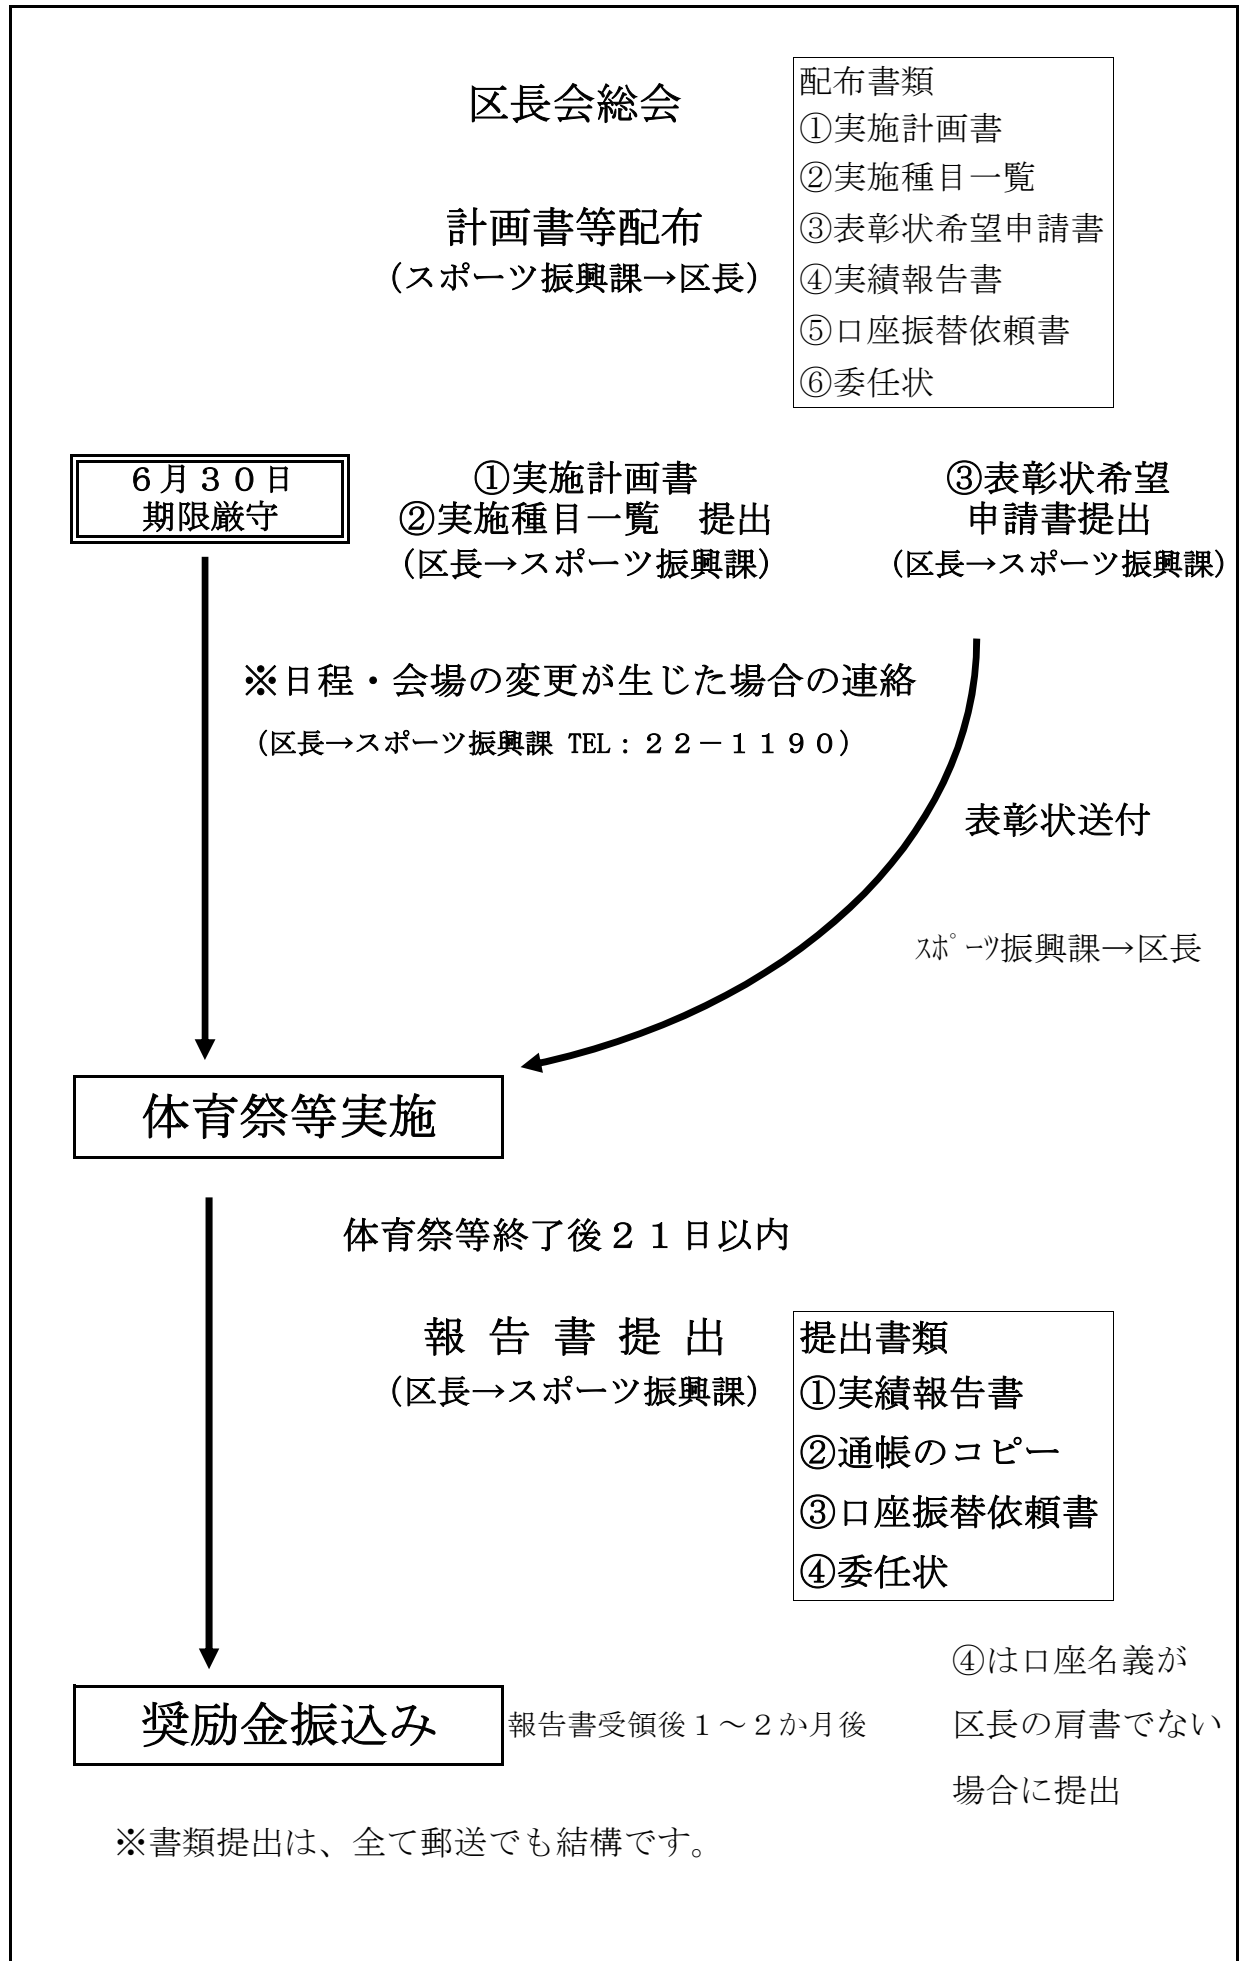 区長会総会
計画書等配布
（スポーツ振興課→区長）
配布書類
①実施計画書
②実施種目一覧
③表彰状希望申請書
④実績報告書
⑤口座振替依頼書
⑥委任状
６月３０日
期限厳守
①実施計画書
②実施種目一覧　提出
（区長→スポーツ振興課）
③表彰状希望
申請書提出
（区長→スポーツ振興課）
※日程・会場の変更が生じた場合の連絡
（区長→スポーツ振興課 TEL：２２－１１９０）
表彰状送付
ｽﾎﾟｰﾂ振興課→区長
体育祭等実施
体育祭等終了後２１日以内
報 告 書 提 出
（区長→スポーツ振興課）
提出書類
①実績報告書
②通帳のコピー
③口座振替依頼書
④委任状
④は口座名義が
区長の肩書でない
場合に提出
奨励金振込み
報告書受領後１～２か月後
※書類提出は、全て郵送でも結構です。